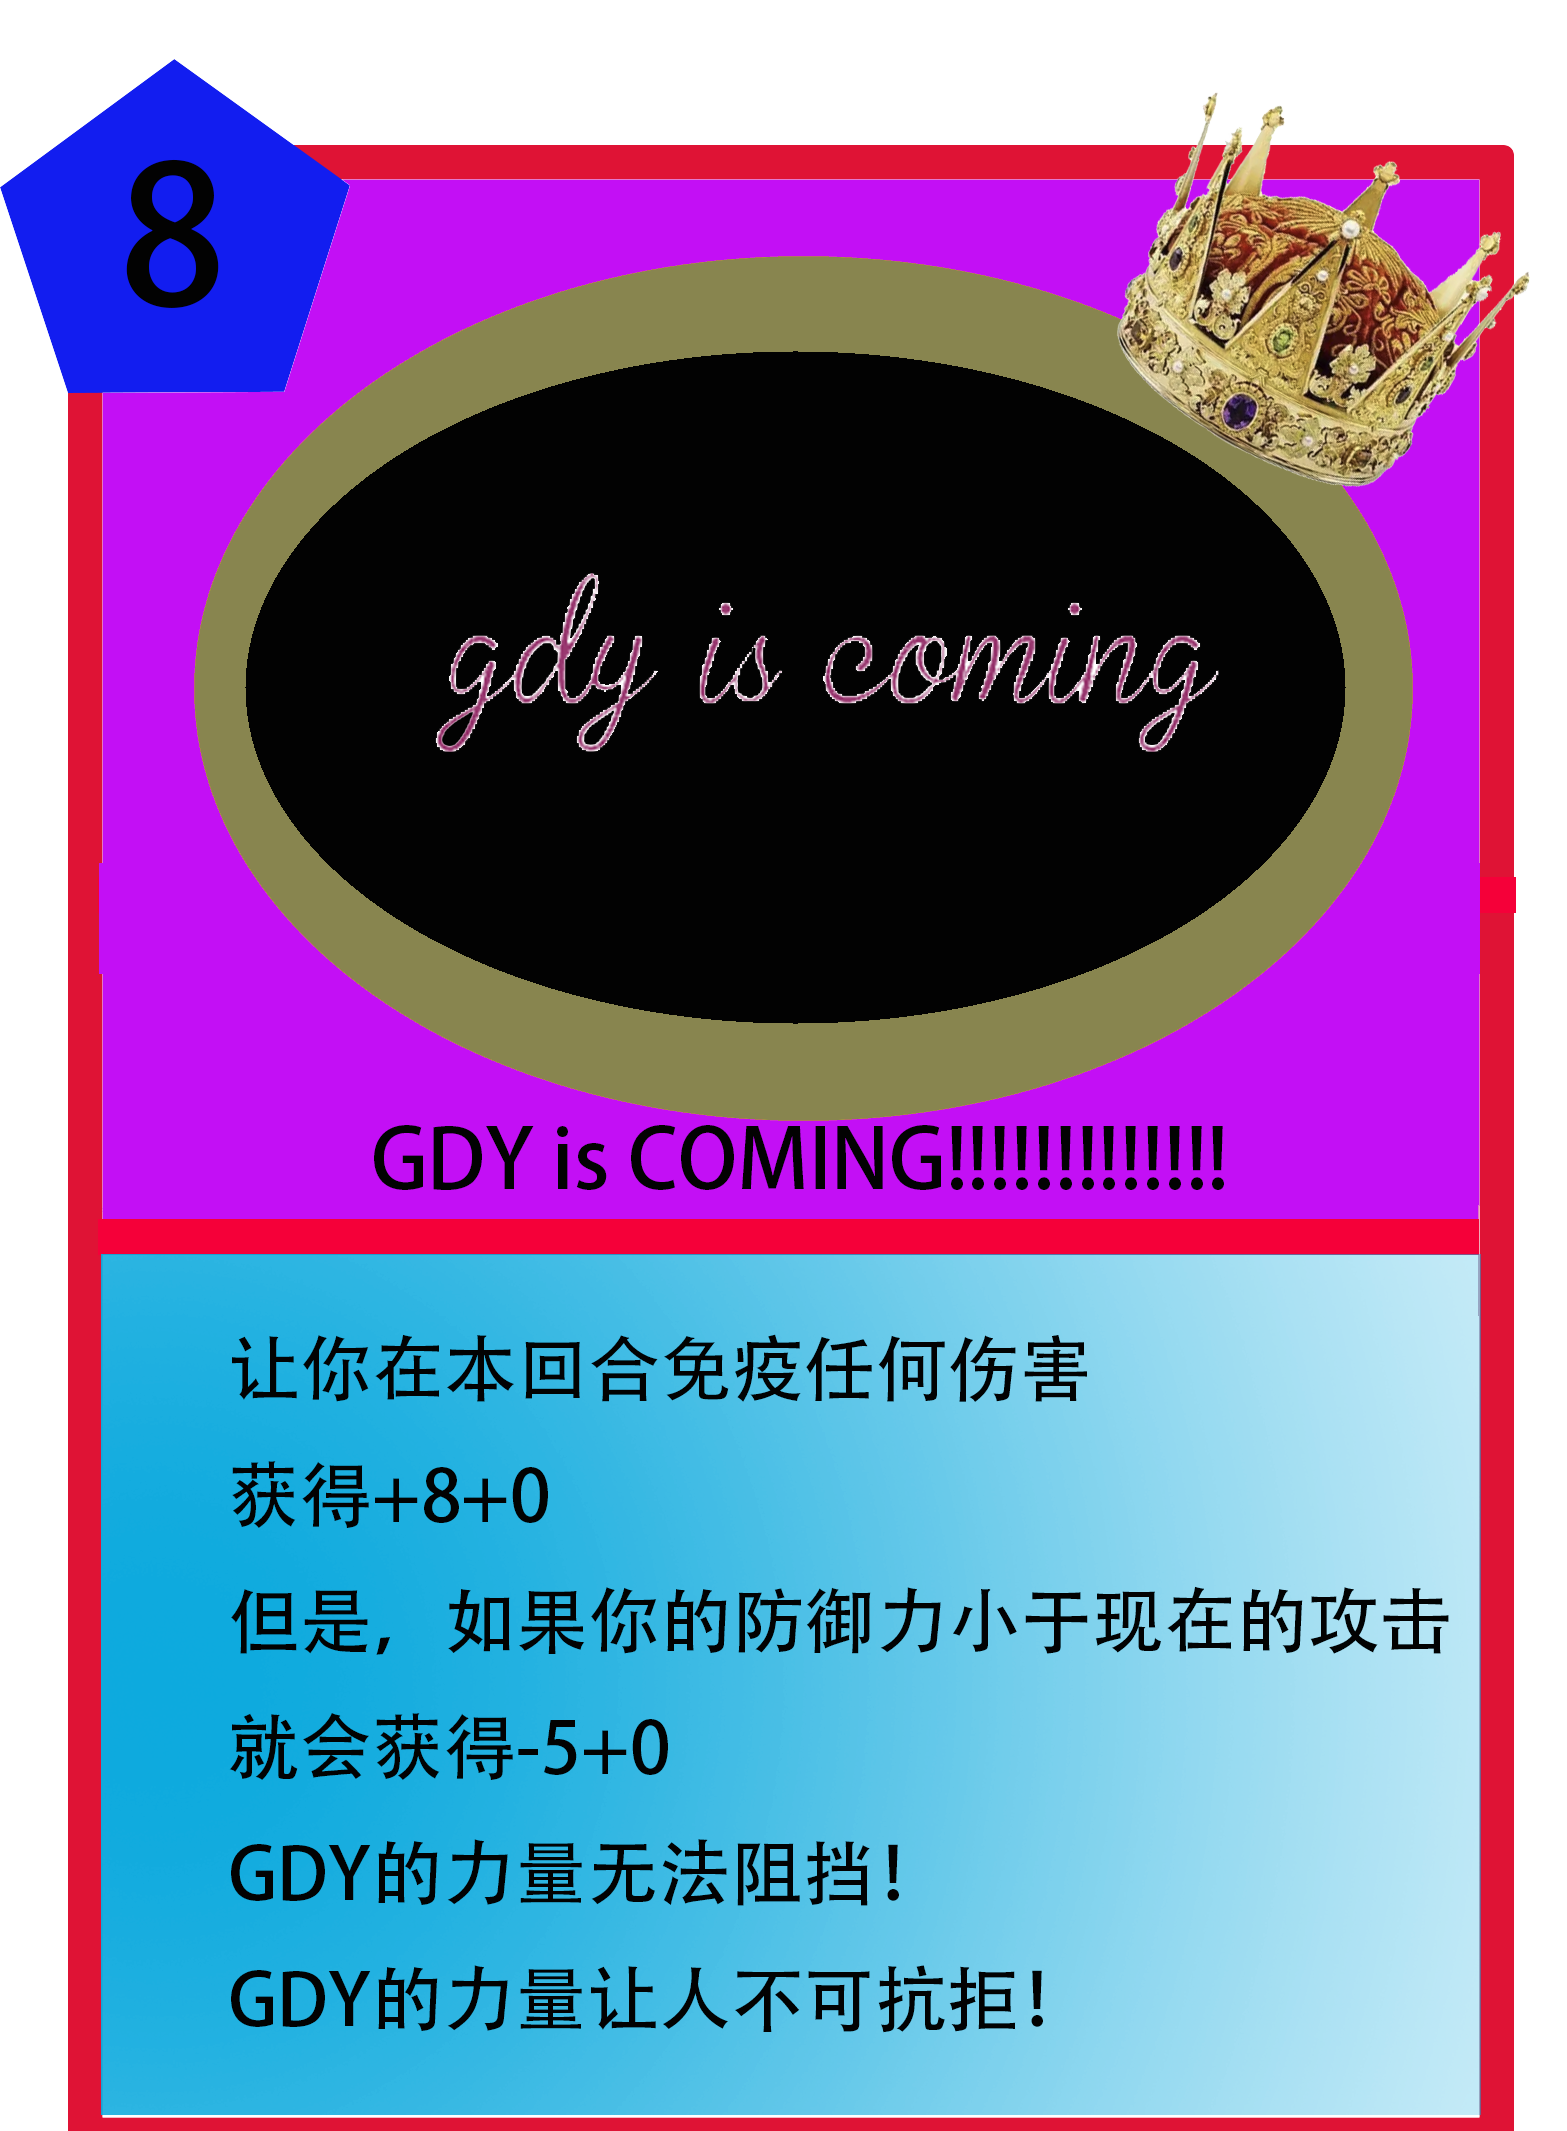 8
gdy is coming
GDY is COMING!!!!!!!!!!!!!
让你在本回合免疫任何伤害
获得+8+0
但是，如果你的防御力小于现在的攻击
就会获得-5+0
GDY的力量无法阻挡！
GDY的力量让人不可抗拒！